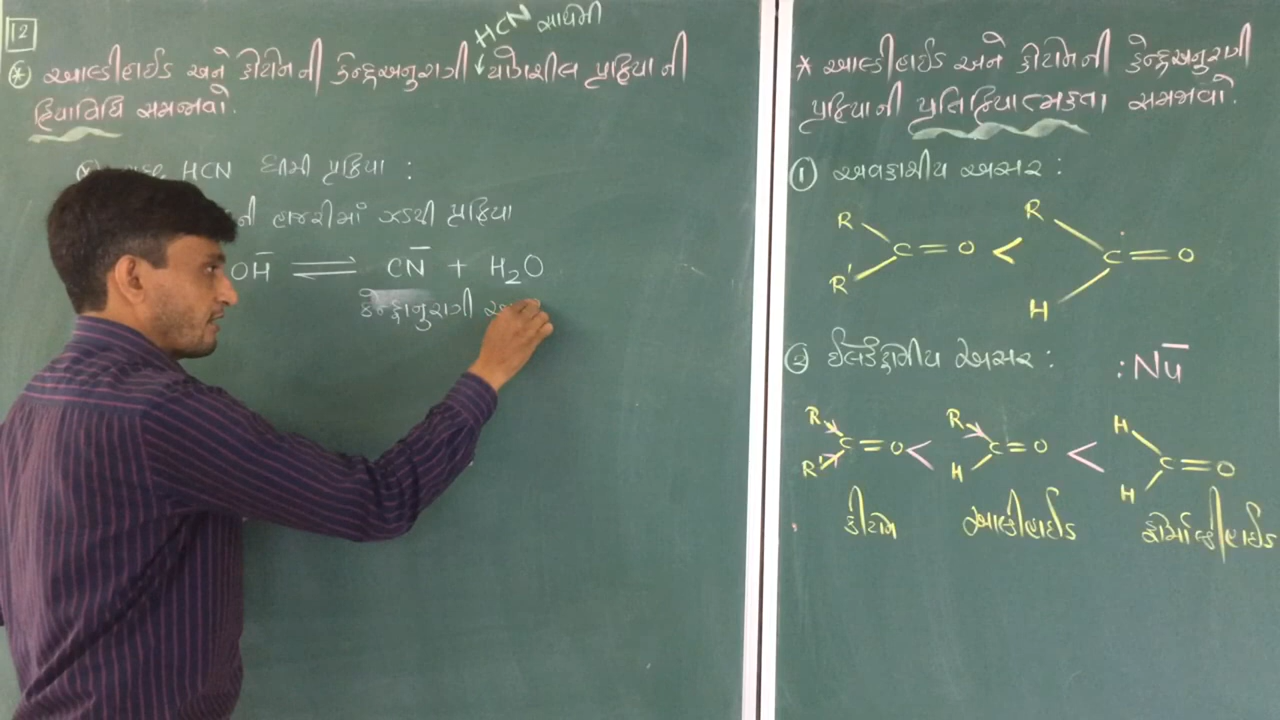 12
HCN સાથેની
* આલ્ડીહાઈડ અને કીટોનની કેન્દ્રઅનુરાગી યોગશીલ પ્રક્રિયાની
ક્રિયાવિધિ સમજાવો.
HCN ધીમી પ્રક્રિયા :
ની હાજરીમાં ઝડપી પ્રક્રિયા
OH̅ ⇌ CN̅ + H₂O
કેન્દ્રાનુરાગી
* આલ્ડીહાઈડ અને કીટોનની કેન્દ્રઅનુરાગી
પ્રક્રિયાની પ્રતિક્રિયાત્મકતા સમજાવો.
① અવકાશીય અસર :
R R' C = O < R H C = O
② ઈલેક્ટ્રોનીય અસર : :Nu̅
R R' C = O < R H C = O < H H C = O
કીટોન આલ્ડીહાઈડ ફોર્માલ્ડીહાઈડ